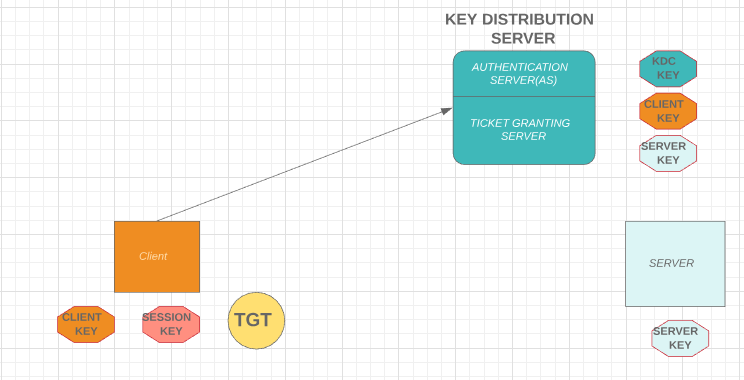 KEY DISTRIBUTION
SERVER
AUTHENTICATION
SERVER(AS)
TICKET GRANTING
SERVER
KDC
KEY
CLIENT
KEY
SERVER
KEY
Client
SERVER
CLIENT
KEY
SESSION
KEY
TGT
SERVER
KEY